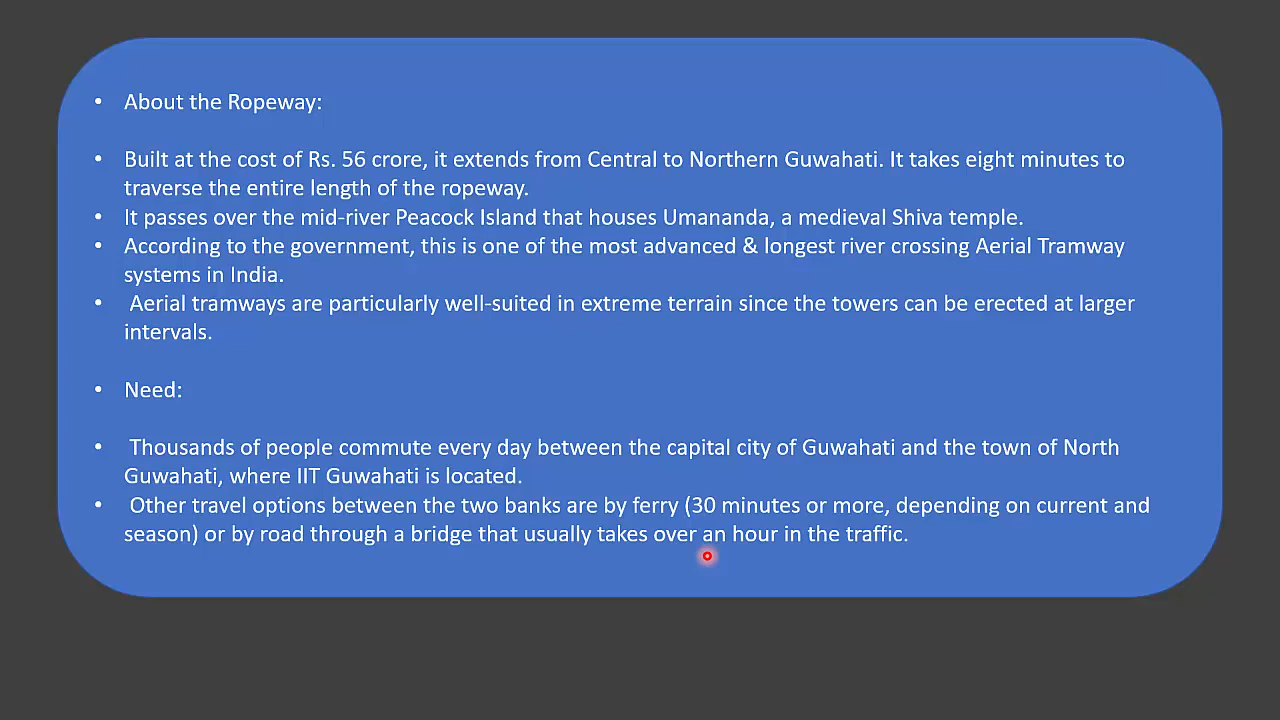 • About the Ropeway:
• Built at the cost of Rs. 56 crore, it extends from Central to Northern Guwahati. It takes eight minutes to
traverse the entire length of the ropeway.
• It passes over the mid-river Peacock Island that houses Umananda, a medieval Shiva temple.
• According to the government, this is one of the most advanced & longest river crossing Aerial Tramway
systems in India.
• Aerial tramways are particularly well-suited in extreme terrain since the towers can be erected at larger
intervals.
• Need:
• Thousands of people commute every day between the capital city of Guwahati and the town of North
Guwahati, where IIT Guwahati is located.
• Other travel options between the two banks are by ferry (30 minutes or more, depending on current and
season) or by road through a bridge that usually takes over an hour in the traffic.